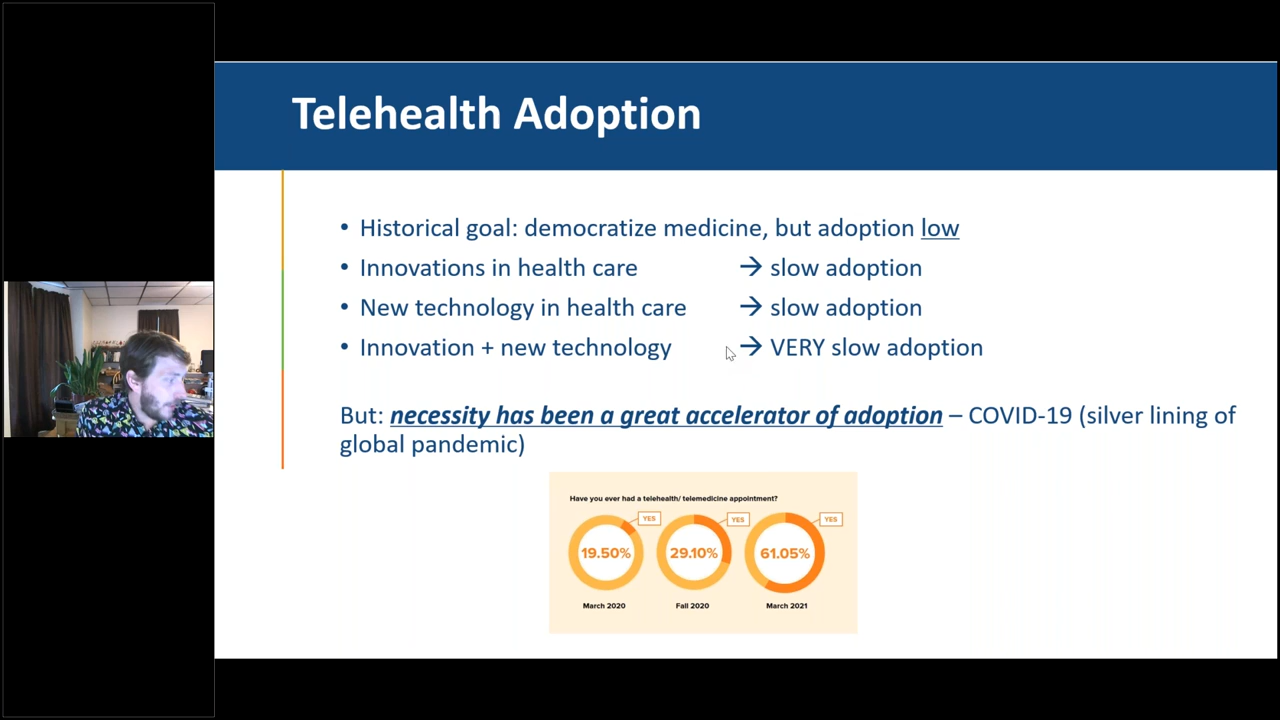 Telehealth Adoption
• Historical goal: democratize medicine, but adoption low
• Innovations in health care → slow adoption
• New technology in health care → slow adoption
• Innovation + new technology → VERY slow adoption
But: necessity has been a great accelerator of adoption – COVID-19 (silver lining of
global pandemic)
Have you ever had a telehealth/ telemedicine appointment?
YES YES YES
19.50% 29.10% 61.05%
March 2020 Fall 2020 March 2021